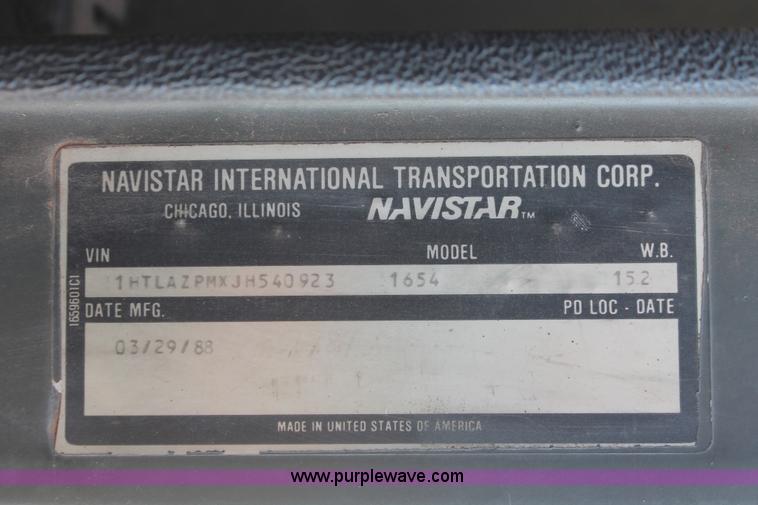 NAVISTAR INTERNATIONAL TRANSPORTATION CORP.
CHICAGO, ILLINOIS NAVISTAR™
VIN MODEL W.B.
1HTLAZPMXJH540923 1654 152
DATE MFG. PD LOC - DATE
03/29/88
MADE IN UNITED STATES OF AMERICA
1659601C1
www.purplewave.com